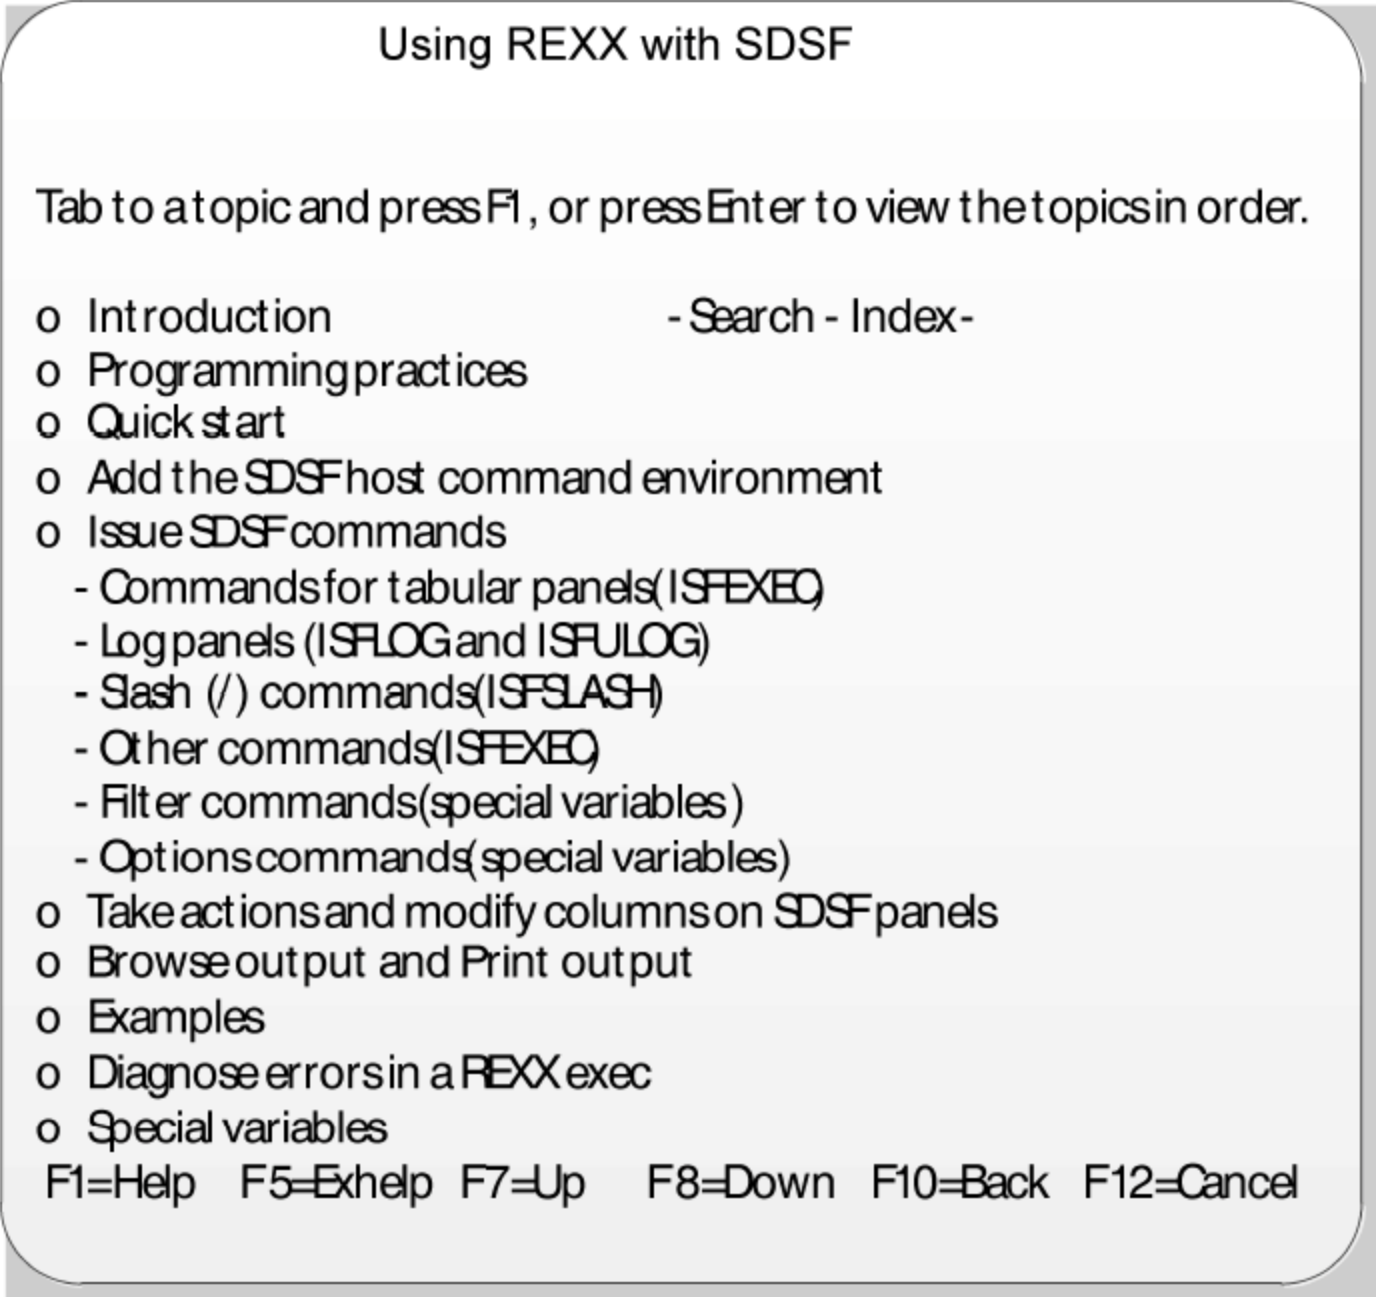 Using REXX with SDSF
Tab to a topic and press F1, or press Enter to view the topics in order.
o Introduction - Search - Index -
o Programming practices
o Quick start
o Add the SDSF host command environment
o Issue SDSF commands
- Commands for tabular panels (ISFEXEC)
- Log panels (ISFLOG and ISFULOG)
- Slash (/) commands (ISFSLASH)
- Other commands (ISFEXEC)
- Filter commands (special variables)
- Options commands (special variables)
o Take actions and modify columns on SDSF panels
o Browse output and Print output
o Examples
o Diagnose errors in a REXX exec
o Special variables
F1=Help F5=Exhelp F7=Up F8=Down F10=Back F12=Cancel